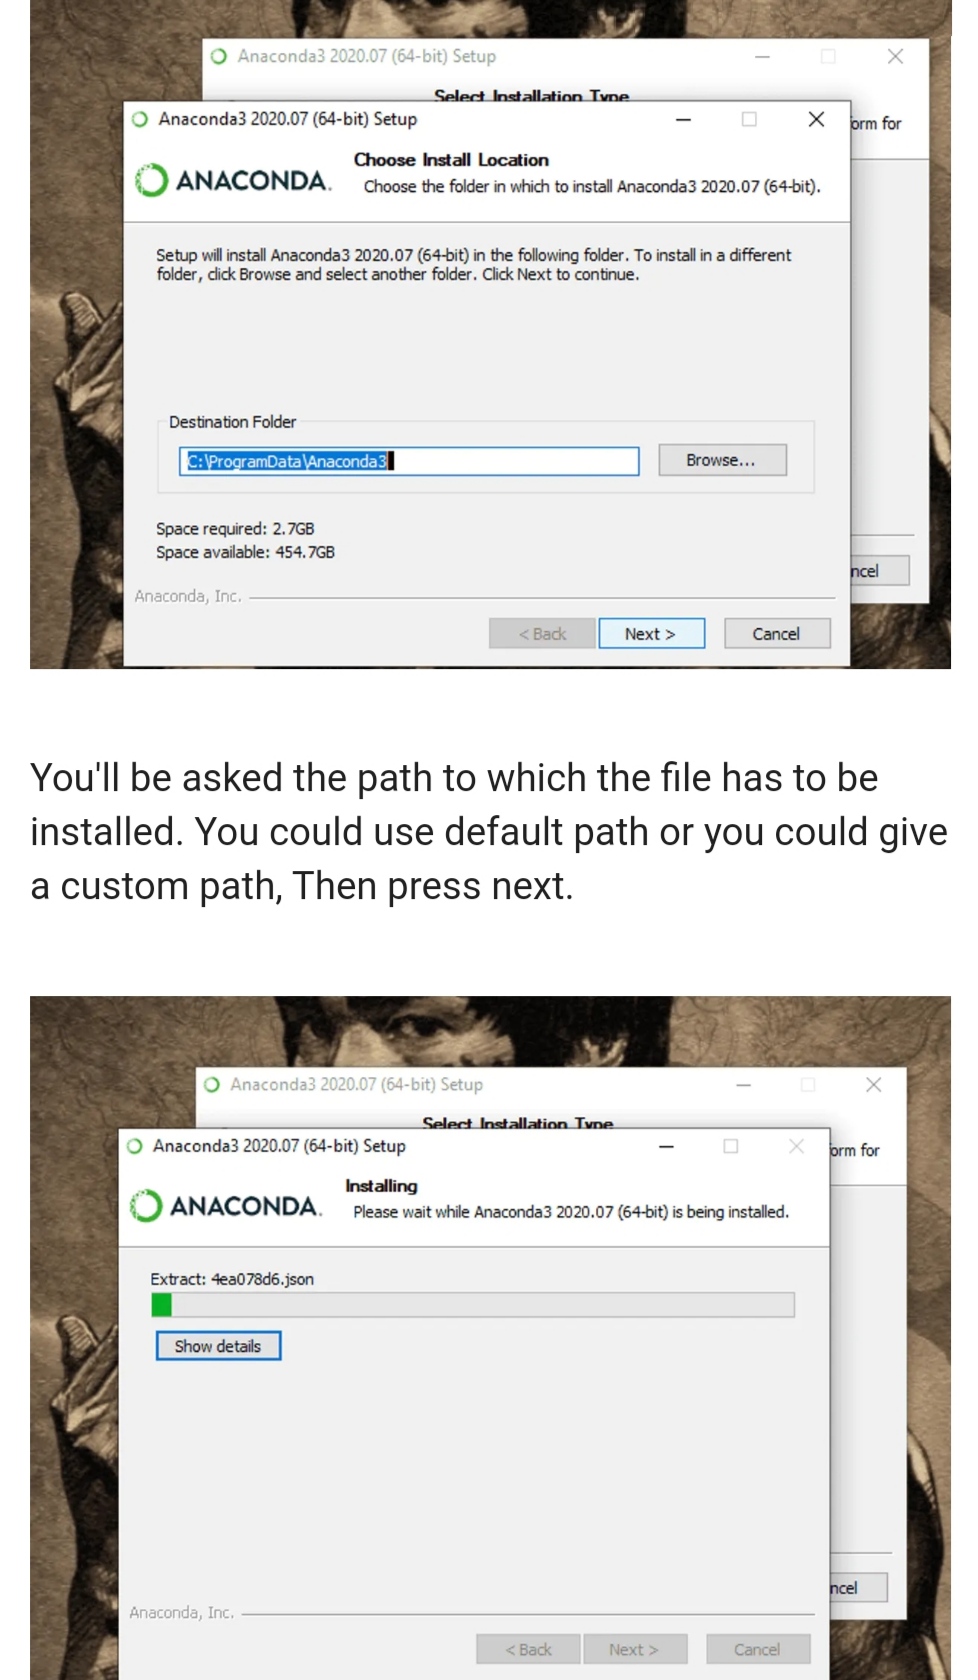 Anaconda3 2020.07 (64-bit) Setup
Select Installation Type
orm for
Anaconda3 2020.07 (64-bit) Setup
ANACONDA.
Choose Install Location
Choose the folder in which to install Anaconda3 2020.07 (64-bit).
Setup will install Anaconda3 2020.07 (64-bit) in the following folder. To install in a different
folder, click Browse and select another folder. Click Next to continue.
Destination Folder
C:\ProgramData\Anaconda3
Browse...
Space required: 2.7GB
Space available: 454.7GB
ncel
Anaconda, Inc.
< Back
Next >
Cancel
You'll be asked the path to which the file has to be
installed. You could use default path or you could give
a custom path, Then press next.
Anaconda3 2020.07 (64-bit) Setup
Select Installation Type
orm for
Anaconda3 2020.07 (64-bit) Setup
ANACONDA.
Installing
Please wait while Anaconda3 2020.07 (64-bit) is being installed.
Extract: 4ea078d6.json
Show details
ncel
Anaconda, Inc.
< Back
Next >
Cancel